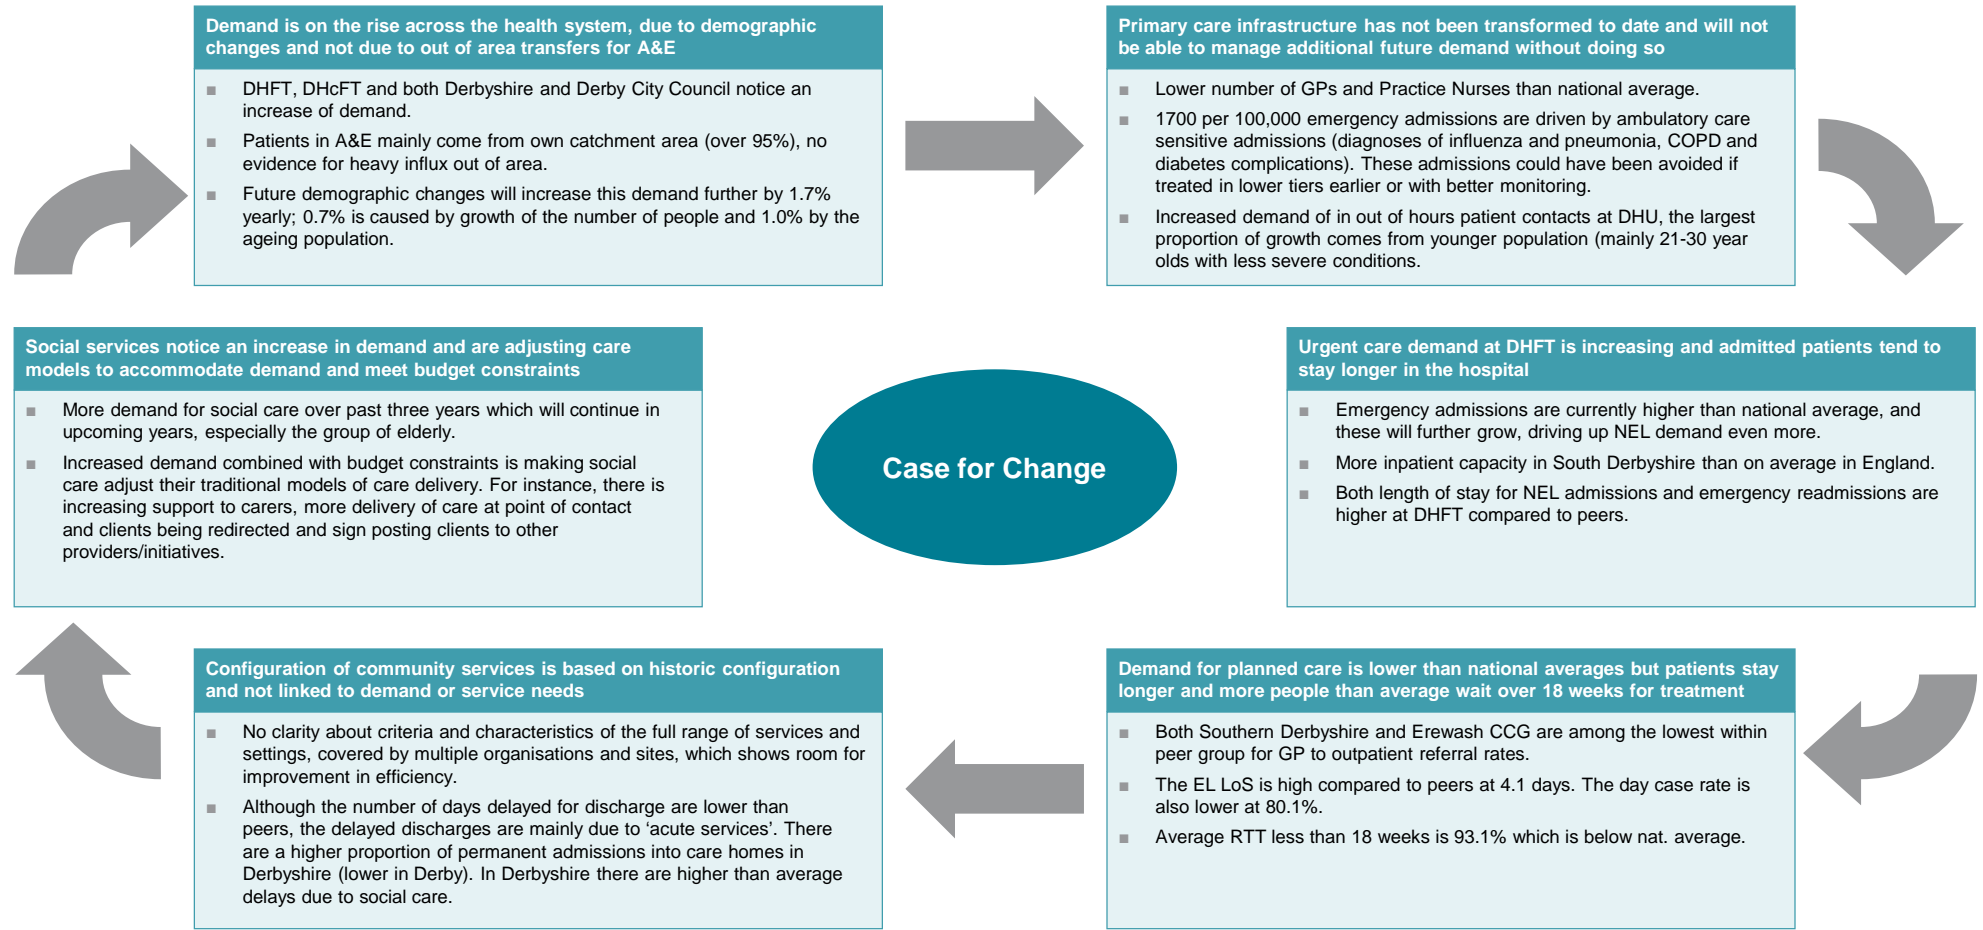 Demand is on the rise across the health system, due to demographic
changes and not due to out of area transfers for A&E
■ DHFT, DHcFT and both Derbyshire and Derby City Council notice an
increase of demand.
■ Patients in A&E mainly come from own catchment area (over 95%), no
evidence for heavy influx out of area.
■ Future demographic changes will increase this demand further by 1.7%
yearly; 0.7% is caused by growth of the number of people and 1.0% by the
ageing population.
Primary care infrastructure has not been transformed to date and will not
be able to manage additional future demand without doing so
■ Lower number of GPs and Practice Nurses than national average.
■ 1700 per 100,000 emergency admissions are driven by ambulatory care
sensitive admissions (diagnoses of influenza and pneumonia, COPD and
diabetes complications). These admissions could have been avoided if
treated in lower tiers earlier or with better monitoring.
■ Increased demand of in out of hours patient contacts at DHU, the largest
proportion of growth comes from younger population (mainly 21-30 year
olds with less severe conditions.
Social services notice an increase in demand and are adjusting care
models to accommodate demand and meet budget constraints
■ More demand for social care over past three years which will continue in
upcoming years, especially the group of elderly.
■ Increased demand combined with budget constraints is making social
care adjust their traditional models of care delivery. For instance, there is
increasing support to carers, more delivery of care at point of contact
and clients being redirected and sign posting clients to other
providers/initiatives.
Case for Change
Urgent care demand at DHFT is increasing and admitted patients tend to
stay longer in the hospital
■ Emergency admissions are currently higher than national average, and
these will further grow, driving up NEL demand even more.
■ More inpatient capacity in South Derbyshire than on average in England.
■ Both length of stay for NEL admissions and emergency readmissions are
higher at DHFT compared to peers.
Configuration of community services is based on historic configuration
and not linked to demand or service needs
■ No clarity about criteria and characteristics of the full range of services and
settings, covered by multiple organisations and sites, which shows room for
improvement in efficiency.
■ Although the number of days delayed for discharge are lower than
peers, the delayed discharges are mainly due to ‘acute services’. There
are a higher proportion of permanent admissions into care homes in
Derbyshire (lower in Derby). In Derbyshire there are higher than average
delays due to social care.
Demand for planned care is lower than national averages but patients stay
longer and more people than average wait over 18 weeks for treatment
■ Both Southern Derbyshire and Erewash CCG are among the lowest within
peer group for GP to outpatient referral rates.
■ The EL LoS is high compared to peers at 4.1 days. The day case rate is
also lower at 80.1%.
■ Average RTT less than 18 weeks is 93.1% which is below nat. average.